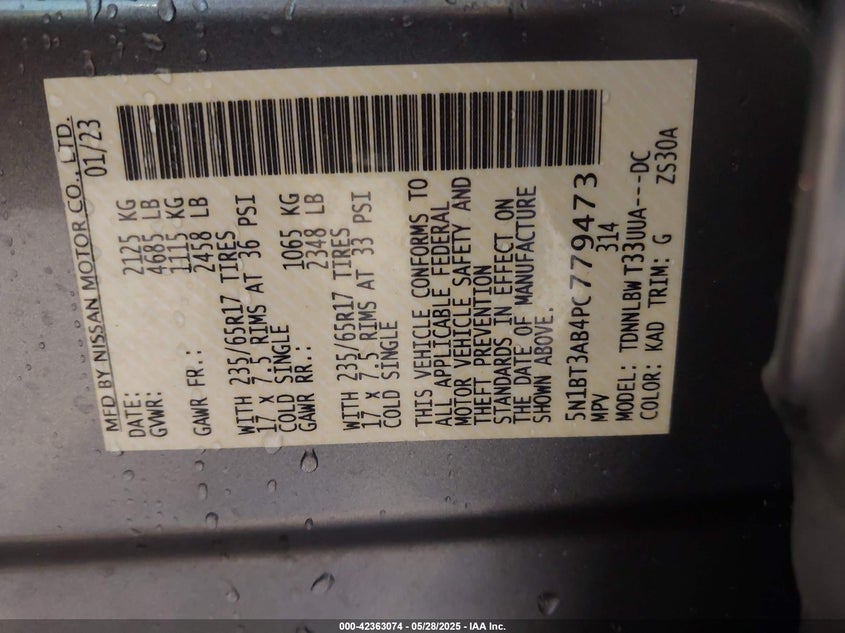 MFD BY NISSAN MOTOR CO., LTD.
DATE: 01/23
GVWR: 2125 KG
4685 LB
GAWR FR.: 1115 KG
2458 LB
WITH 235/65R17 TIRES
17 X 7.5 RIMS AT 36 PSI
COLD SINGLE
GAWR RR.: 1065 KG
2348 LB
WITH 235/65R17 TIRES
17 X 7.5 RIMS AT 33 PSI
COLD SINGLE
THIS VEHICLE CONFORMS TO
ALL APPLICABLE FEDERAL
MOTOR VEHICLE SAFETY AND
THEFT PREVENTION
STANDARDS IN EFFECT ON
THE DATE OF MANUFACTURE
SHOWN ABOVE.
5N1BT3AB4PC779473
MPV 314
MODEL: TDNNLBW T33UUA---DC
COLOR: KAD TRIM: G ZS30A
000-42363074 - 05/28/2025 - IAA Inc.